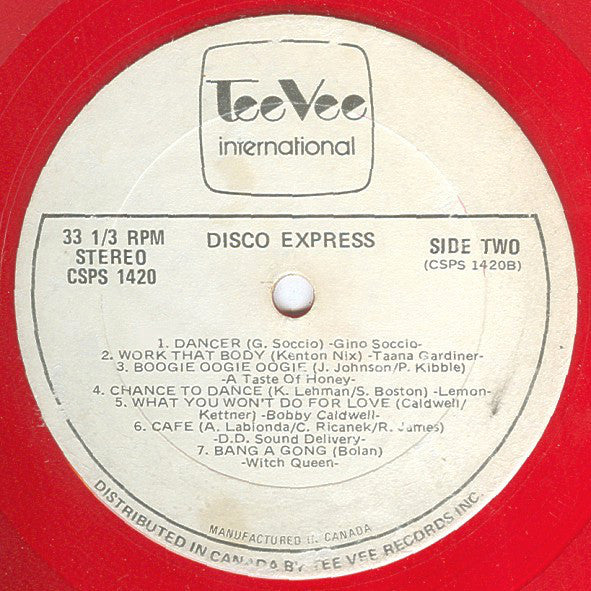 TeeVee
international
33 1/3 RPM
STEREO
CSPS 1420
DISCO EXPRESS
SIDE TWO
(CSPS 1420B)
1. DANCER (G. Soccio) -Gino Soccio-
2. WORK THAT BODY (Kenton Nix) -Taana Gardiner-
3. BOOGIE OOGIE OOGIE (J. Johnson/P. Kibble)
-A Taste Of Honey-
4. CHANCE TO DANCE (K. Lehman/S. Boston) -Lemon-
5. WHAT YOU WON'T DO FOR LOVE (Caldwell/
Kettner) -Bobby Caldwell-
6. CAFE (A. Labionda/C. Ricanek/R. James)
-D.D. Sound Delivery-
7. BANG A GONG (Bolan)
-Witch Queen-
MANUFACTURED IN CANADA
DISTRIBUTED IN CANADA BY TEE VEE RECORDS INC.